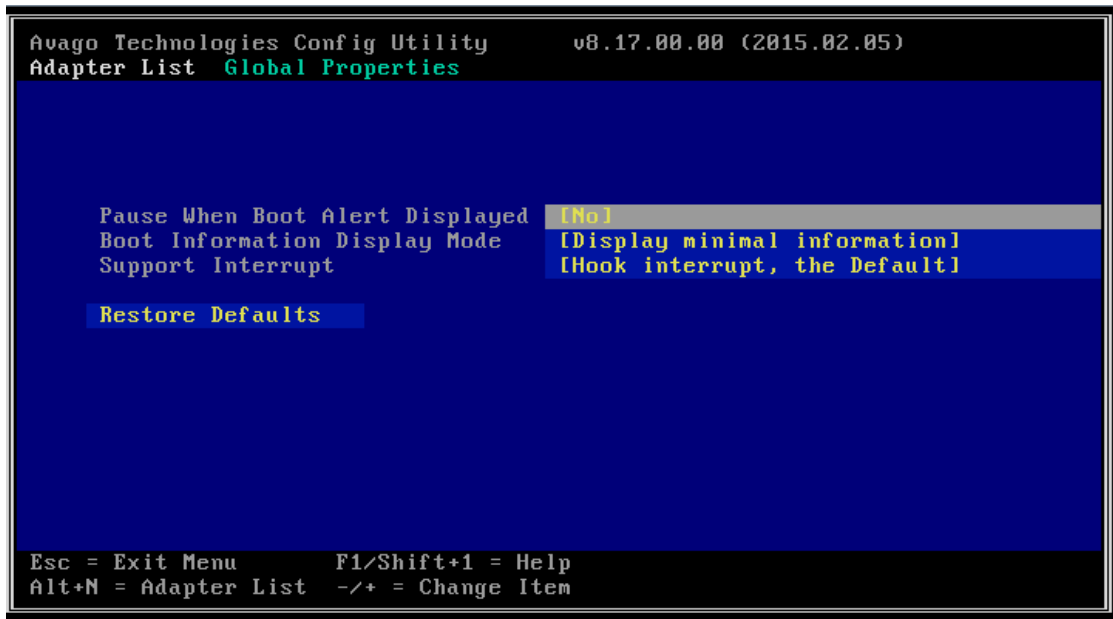 Avago Technologies Config Utility v8.17.00.00 (2015.02.05)
Adapter List Global Properties
Pause When Boot Alert Displayed [No]
Boot Information Display Mode [Display minimal information]
Support Interrupt [Hook interrupt, the Default]
Restore Defaults
Esc = Exit Menu F1/Shift+1 = Help
Alt+N = Adapter List -/+ = Change Item